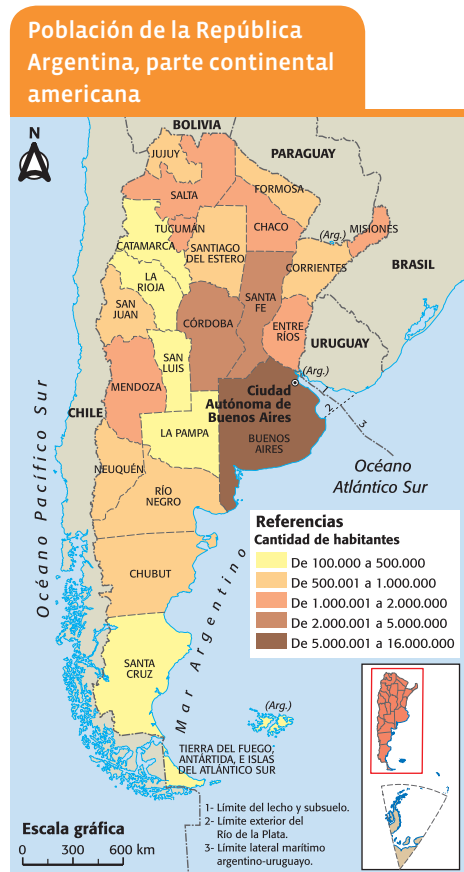 Población de la República
Argentina, parte continental
americana
N
BOLIVIA
PARAGUAY
JUJUY
FORMOSA
SALTA
CHACO
TUCUMÁN
(Arg.)
MISIONES
CATAMARCA
SANTIAGO
DEL ESTERO
CORRIENTES
BRASIL
LA
RIOJA
SAN
JUAN
CÓRDOBA
SANTA
FE
ENTRE
RÍOS
URUGUAY
SAN
LUIS
(Arg.)
MENDOZA
CHILE
Ciudad
Autónoma de
Buenos Aires
1
2
3
LA PAMPA
BUENOS
AIRES
Océano
Atlántico Sur
NEUQUÉN
RÍO
NEGRO
Océano Pacífico Sur
CHUBUT
Mar Argentino
SANTA
CRUZ
(Arg.)
TIERRA DEL FUEGO,
ANTÁRTIDA, E ISLAS
DEL ATLÁNTICO SUR
Referencias
Cantidad de habitantes
De 100.000 a 500.000
De 500.001 a 1.000.000
De 1.000.001 a 2.000.000
De 2.000.001 a 5.000.000
De 5.000.001 a 16.000.000
1- Límite del lecho y subsuelo.
2- Límite exterior del
Río de la Plata.
3- Límite lateral marítimo
argentino-uruguayo.
Escala gráfica
0 300 600 km